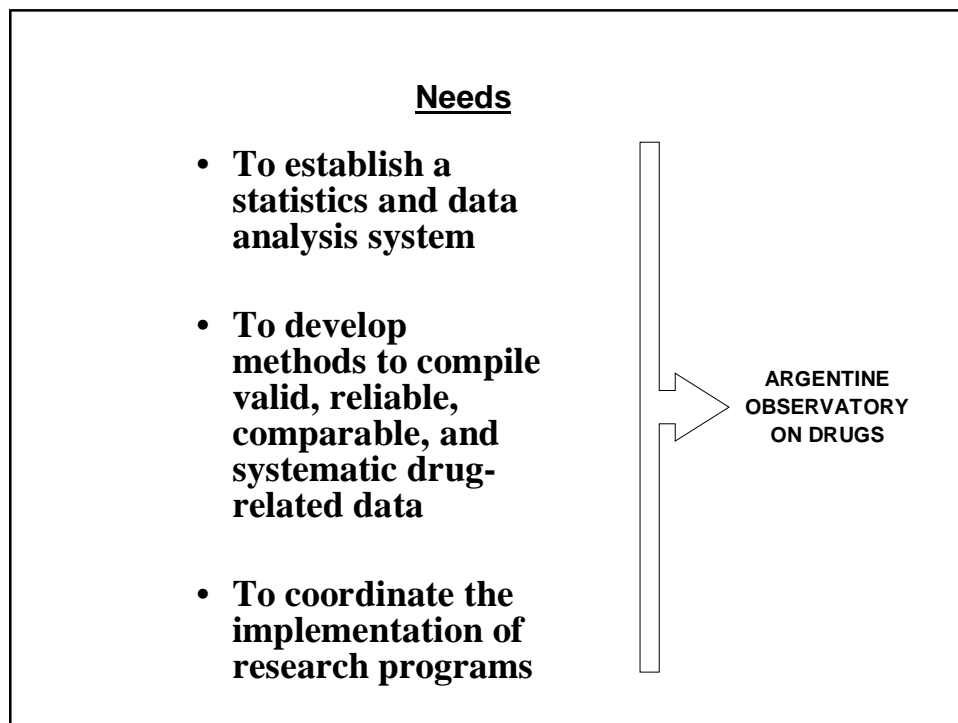 Needs
• To establish a
statistics and data
analysis system
• To develop
methods to compile
valid, reliable,
comparable, and
systematic drug-
related data
• To coordinate the
implementation of
research programs
ARGENTINE
OBSERVATORY
ON DRUGS